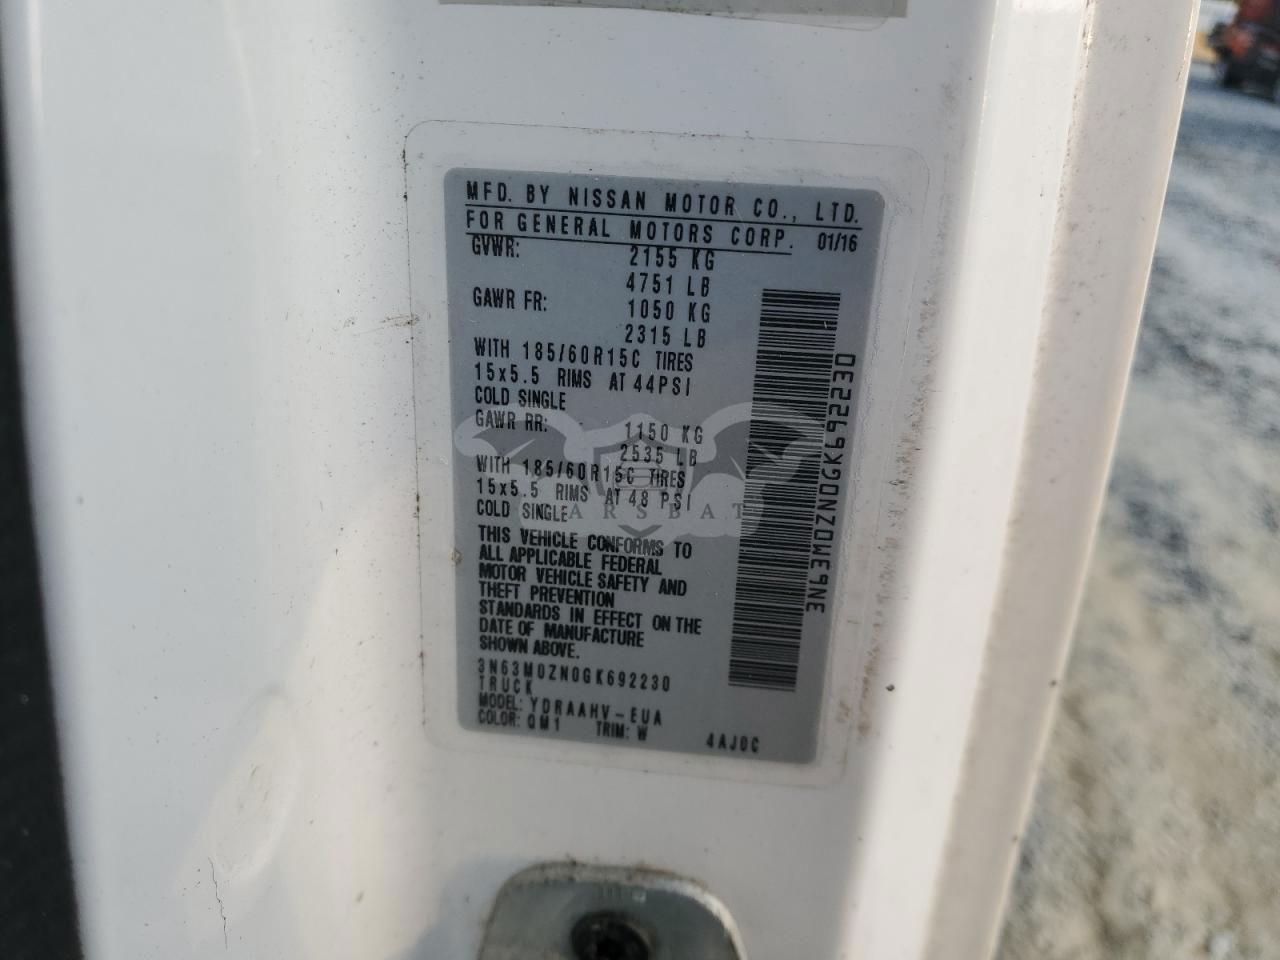 MFD. BY NISSAN MOTOR CO., LTD.
FOR GENERAL MOTORS CORP. 01/16
GVWR: 2155 KG
4751 LB
GAWR FR: 1050 KG
2315 LB
WITH 185/60R15C TIRES
15x5.5 RIMS AT 44PSI
COLD SINGLE
GAWR RR: 1150 KG
2535 LB
WITH 185/60R15C TIRES
15x5.5 RIMS AT 48 PSI
COLD SINGLE
THIS VEHICLE CONFORMS TO
ALL APPLICABLE FEDERAL
MOTOR VEHICLE SAFETY AND
THEFT PREVENTION
STANDARDS IN EFFECT ON THE
DATE OF MANUFACTURE
SHOWN ABOVE.
3N63M0ZN0GK692230
TRUCK
MODEL: YDRAAHV-EUA
COLOR: QM1 TRIM: W 4AJ0C
3N63M0ZN0GK692230
CARSBAT